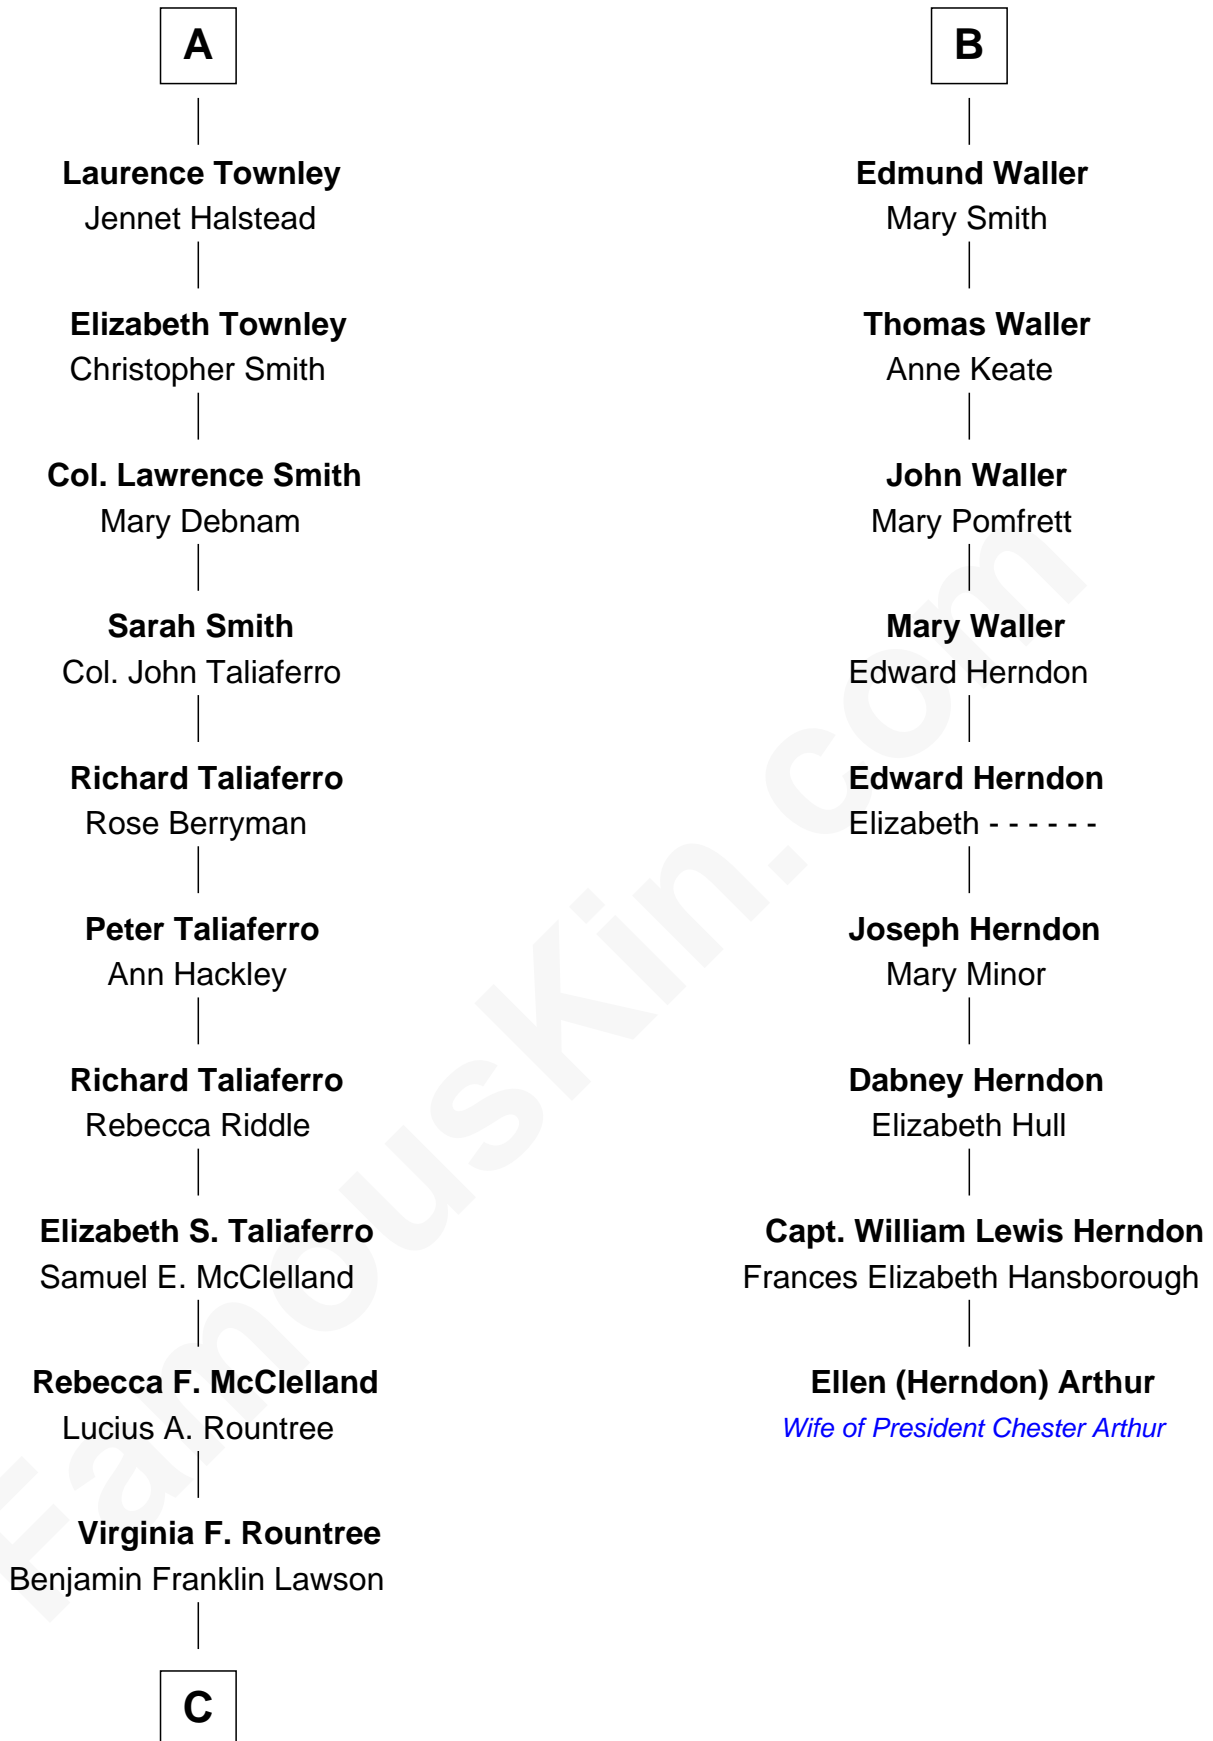 A
Laurence Townley
Jennet Halstead
Elizabeth Townley
Christopher Smith
Col. Lawrence Smith
Mary Debnam
Sarah Smith
Col. John Taliaferro
Richard Taliaferro
Rose Berryman
Peter Taliaferro
Ann Hackley
Richard Taliaferro
Rebecca Riddle
Elizabeth S. Taliaferro
Samuel E. McClelland
Rebecca F. McClelland
Lucius A. Rountree
Virginia F. Rountree
Benjamin Franklin Lawson
C
B
Edmund Waller
Mary Smith
Thomas Waller
Anne Keate
John Waller
Mary Pomfrett
Mary Waller
Edward Herndon
Edward Herndon
Elizabeth - - - - - -
Joseph Herndon
Mary Minor
Dabney Herndon
Elizabeth Hull
Capt. William Lewis Herndon
Frances Elizabeth Hansborough
Ellen (Herndon) Arthur
Wife of President Chester Arthur
FamousKin.com